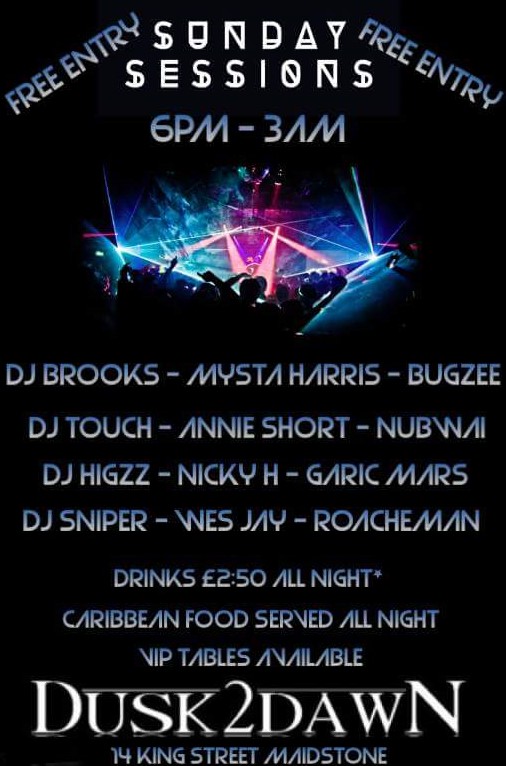 FREE ENTRY
SUNDAY
SESSIONS
FREE ENTRY
6PM - 3AM
DJ BROOKS - MYSTA HARRIS - BUGZEE
DJ TOUCH - ANNIE SHORT - NUBWAI
DJ HIGZZ - NICKY H - GARIC MARS
DJ SNIPER - WES JAY - ROACHEMAN
DRINKS £2:50 ALL NIGHT*
CARIBBEAN FOOD SERVED ALL NIGHT
VIP TABLES AVAILABLE
DUSK2DAWN
14 KING STREET MAIDSTONE